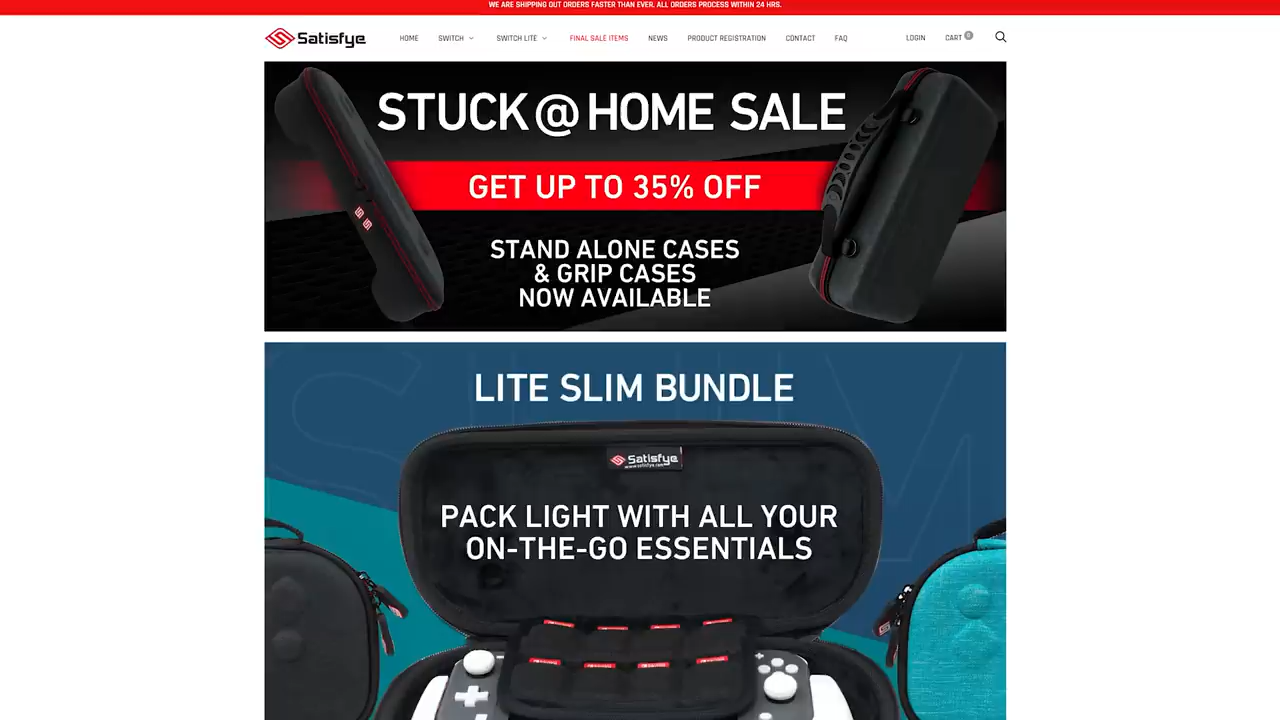 WE ARE SHIPPING OUT ORDERS FASTER THAN EVER, ALL ORDERS PROCESS WITHIN 24 HRS.
Satisfye
HOME SWITCH SWITCH LITE FINAL SALE ITEMS NEWS PRODUCT REGISTRATION CONTACT FAQ LOGIN CART 0
STUCK @ HOME SALE
GET UP TO 35% OFF
STAND ALONE CASES
& GRIP CASES
NOW AVAILABLE
LITE SLIM BUNDLE
Satisfye
www.satisfye.com
PACK LIGHT WITH ALL YOUR
ON-THE-GO ESSENTIALS